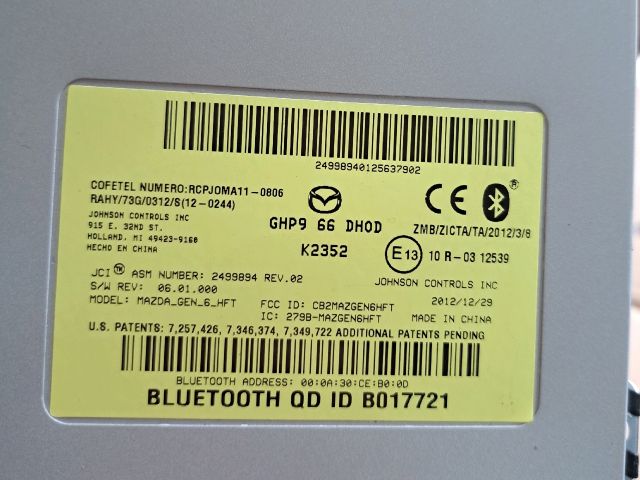 24998940125637902
COFETEL NUMERO:RCPJOMA11-0806
RAHY/73G/0312/S(12-0244)
JOHNSON CONTROLS INC
915 E. 32ND ST.
HOLLAND, MI 49423-9160
HECHO EN CHINA
GHP9 66 DHOD
K2352
CE
®
ZMB/ZICTA/TA/2012/3/8
E13 10 R-03 12539
JCI™ ASM NUMBER: 2499894 REV.02
S/W REV: 06.01.000
MODEL: MAZDA_GEN_6_HFT
FCC ID: CB2MAZGEN6HFT
IC: 279B-MAZGEN6HFT
JOHNSON CONTROLS INC
2012/12/29
MADE IN CHINA
U.S. PATENTS: 7,257,426, 7,346,374, 7,349,722 ADDITIONAL PATENTS PENDING
BLUETOOTH ADDRESS: 00:0A:30:CE:B0:0D
BLUETOOTH QD ID B017721